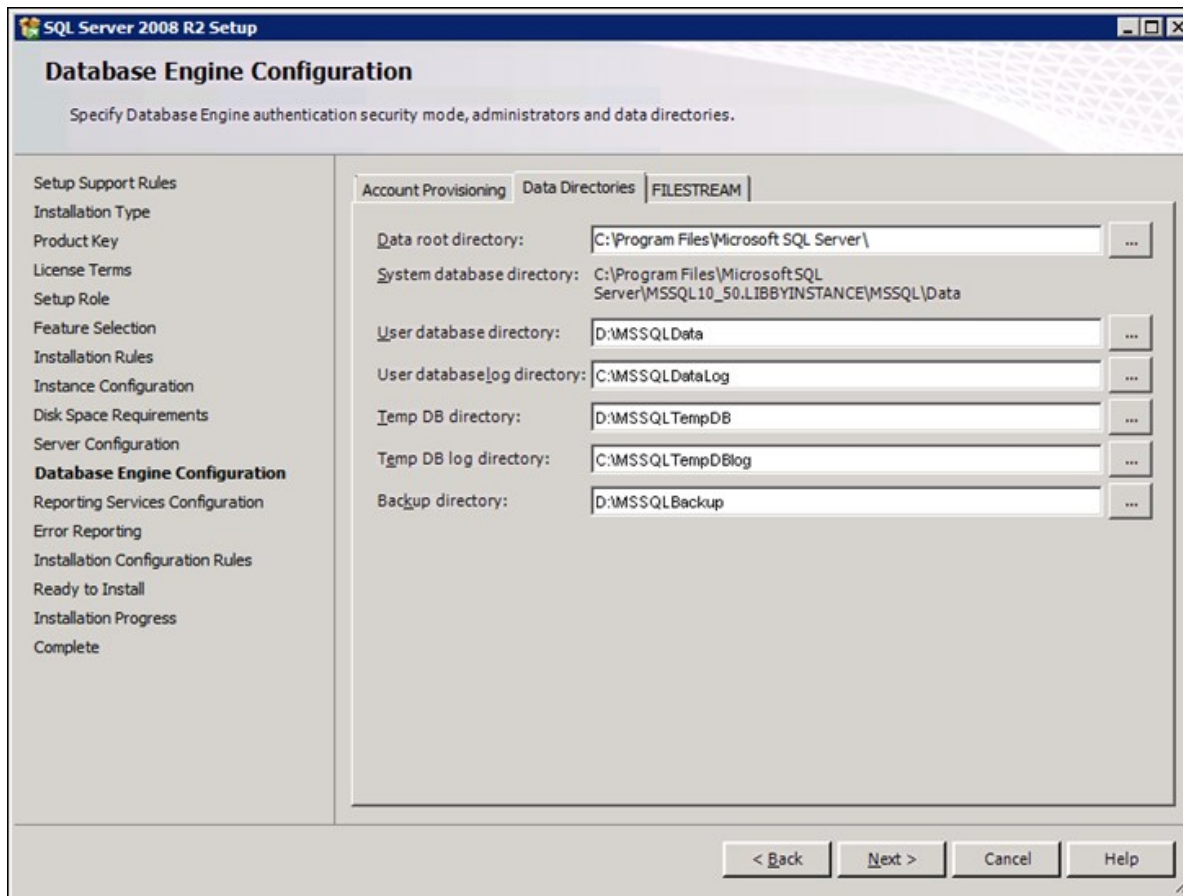 SQL Server 2008 R2 Setup
Database Engine Configuration
Specify Database Engine authentication security mode, administrators and data directories.
Setup Support Rules
Installation Type
Product Key
License Terms
Setup Role
Feature Selection
Installation Rules
Instance Configuration
Disk Space Requirements
Server Configuration
Database Engine Configuration
Reporting Services Configuration
Error Reporting
Installation Configuration Rules
Ready to Install
Installation Progress
Complete
Account Provisioning Data Directories FILESTREAM
Data root directory: C:\Program Files\Microsoft SQL Server\ ...
System database directory: C:\Program Files\MicrosoftSQL
Server\MSSQL10_50.LIBBYINSTANCE\MSSQL\Data
User database directory: D:\MSSQLData ...
User databaselog directory: C:\MSSQLDataLog ...
Temp DB directory: D:\MSSQLTempDB ...
Temp DB log directory: C:\MSSQLTempDBlog ...
Backup directory: D:\MSSQLBackup ...
< Back Next > Cancel Help